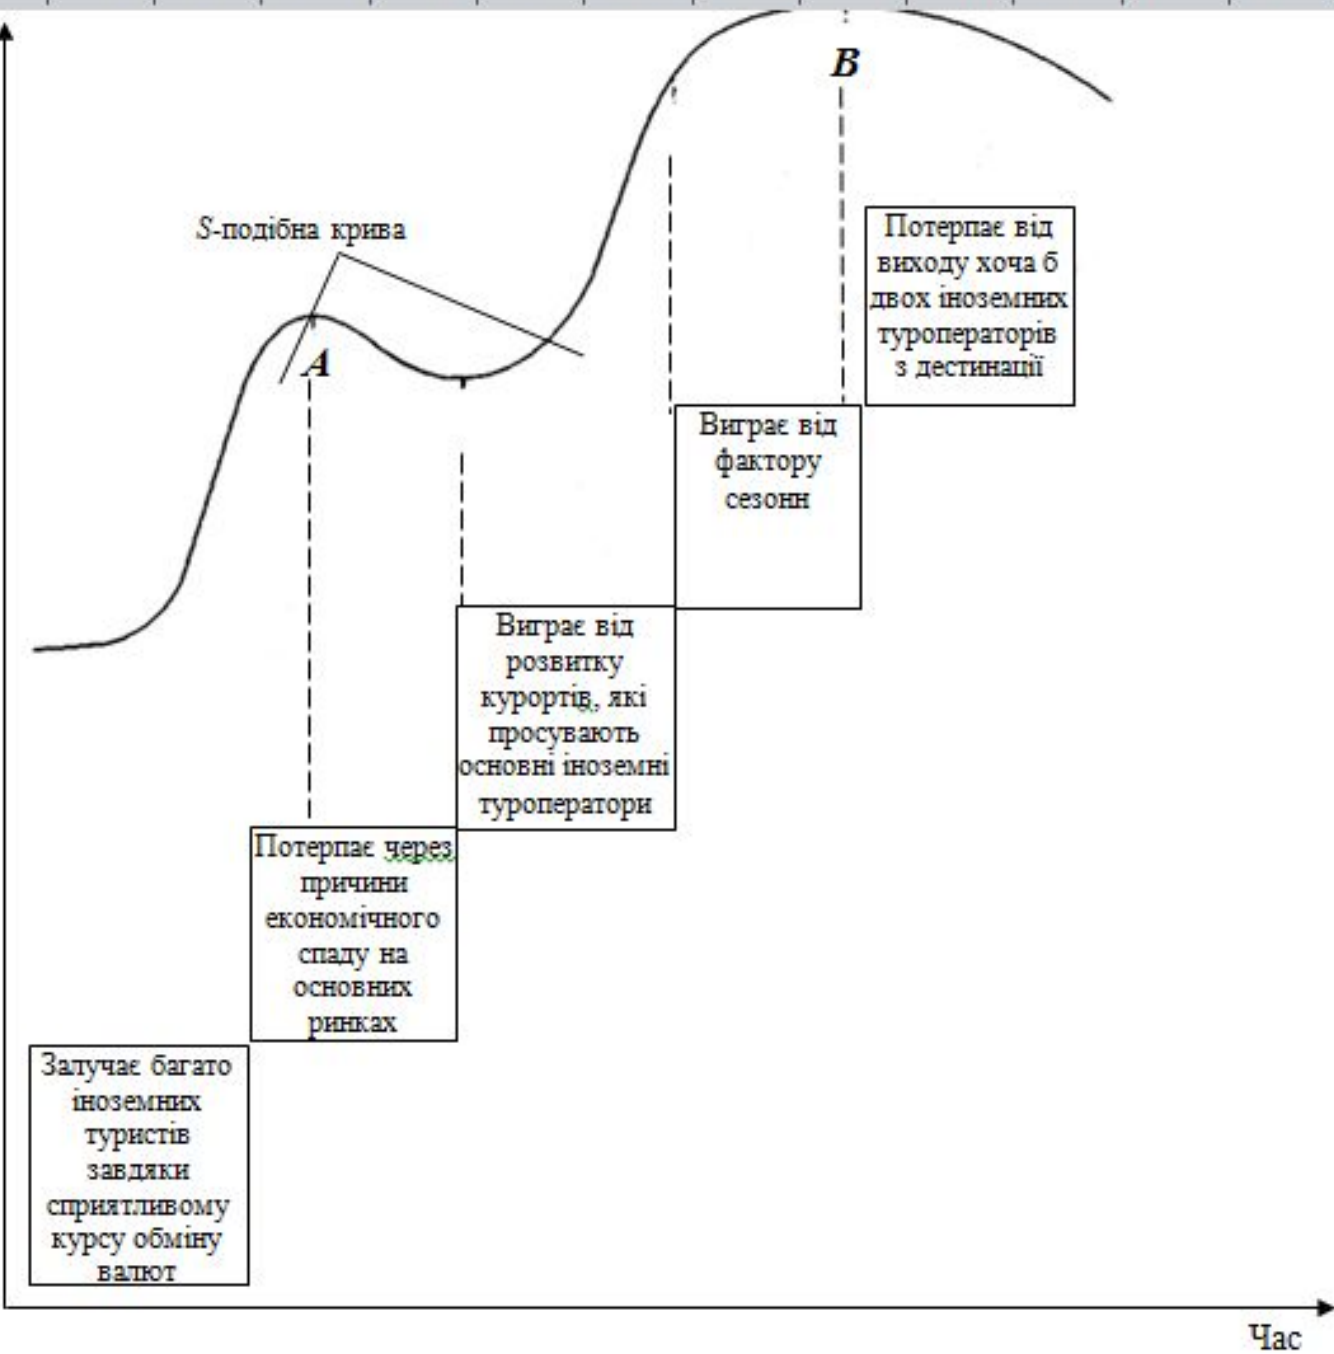 B
S-подібна крива
A
Потерпає від
виходу хоча б
двох іноземних
туроператорів
з дестинації
Виграє від
фактору
сезонн
Виграє від
розвитку
курортів, які
просувають
основні іноземні
туроператори
Потерпає через
причини
економічного
спаду на
основних
ринках
Залучає багато
іноземних
туристів
завдяки
сприятливому
курсу обміну
валют
Час